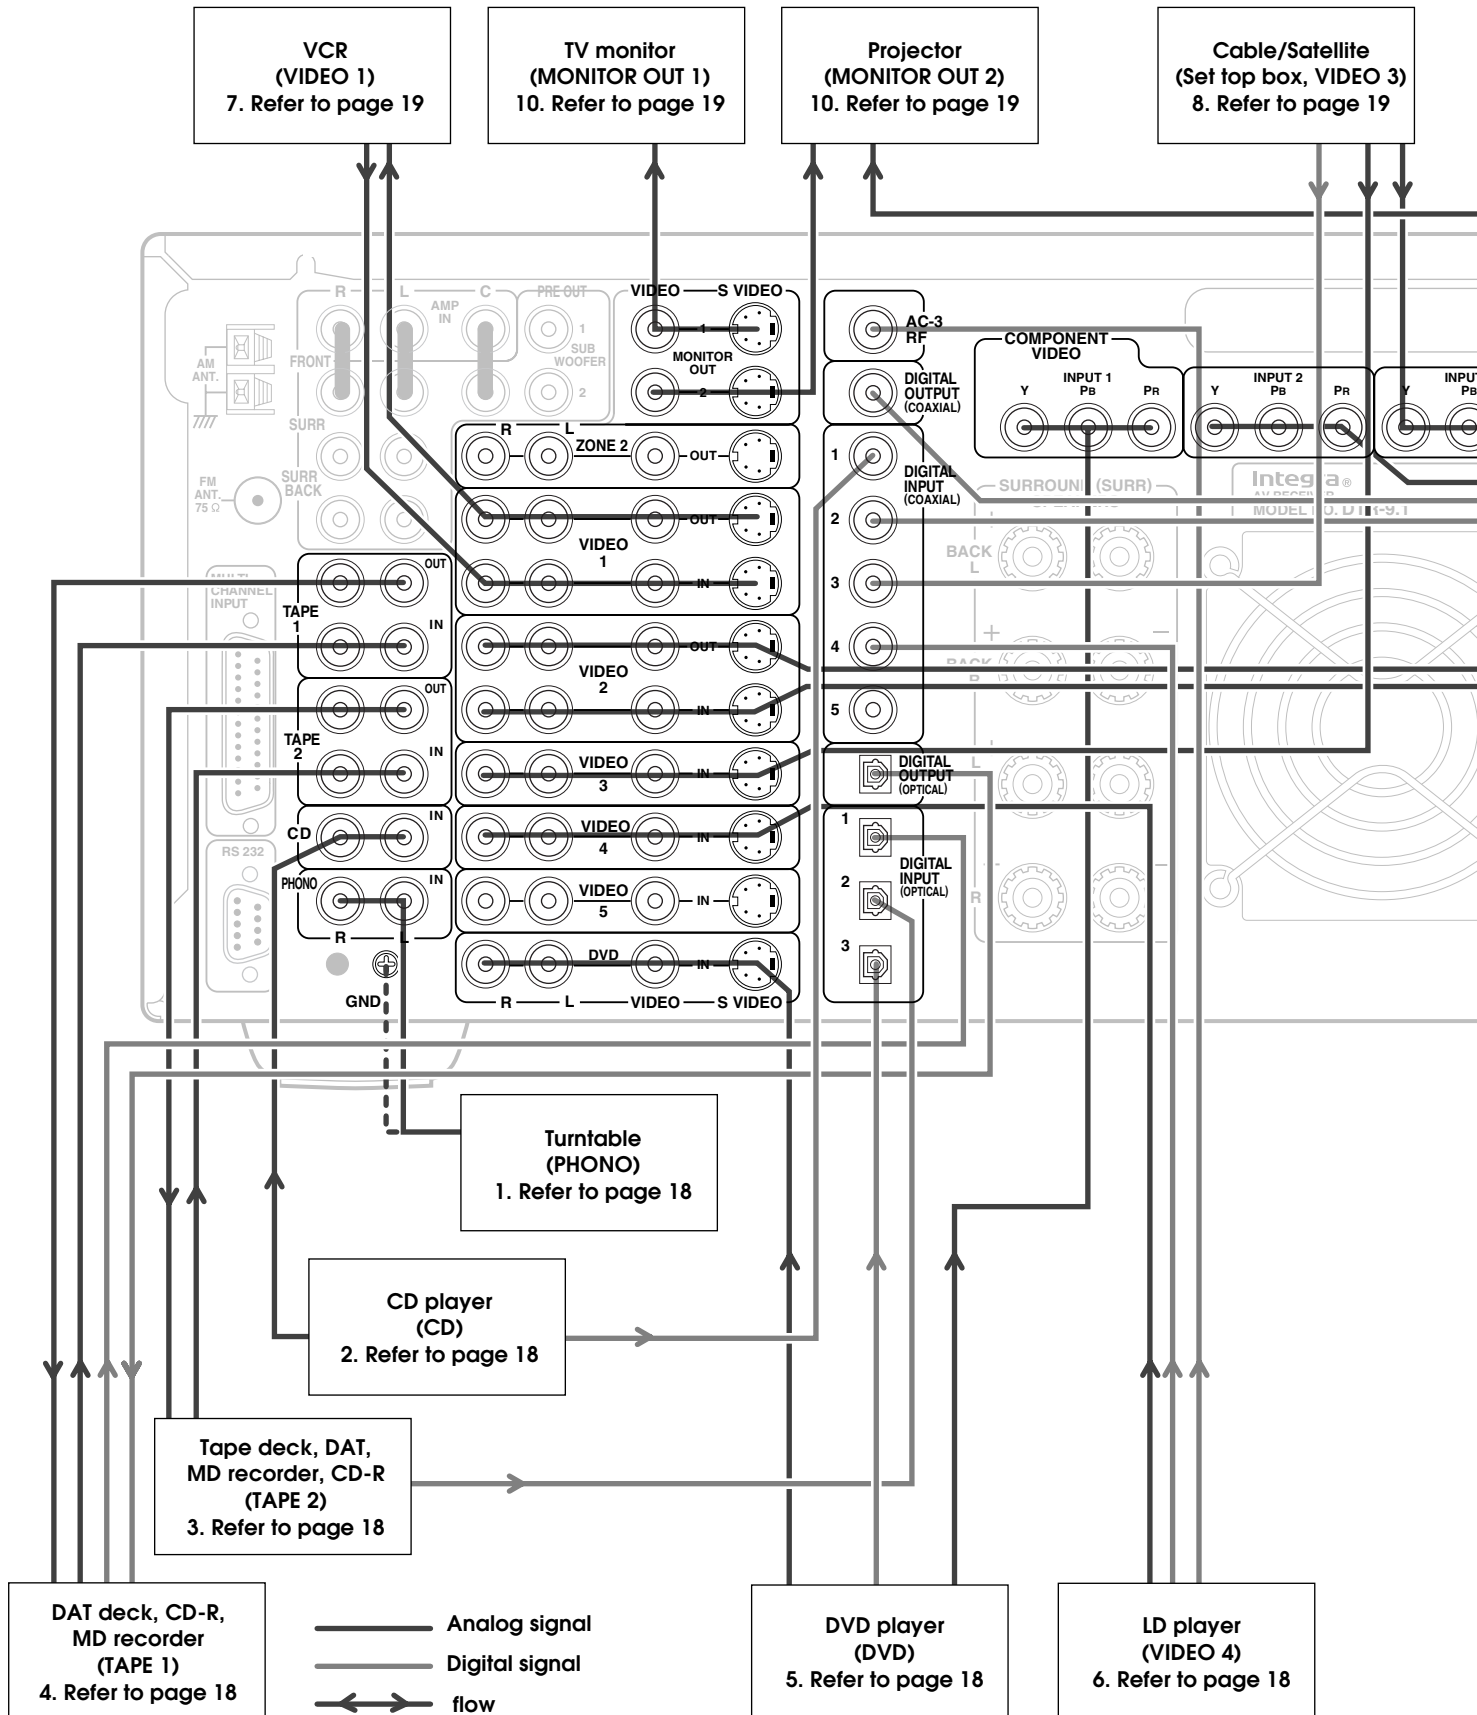 VCR
(VIDEO 1)
7. Refer to page 19
TV monitor
(MONITOR OUT 1)
10. Refer to page 19
Projector
(MONITOR OUT 2)
10. Refer to page 19
Cable/Satellite
(Set top box, VIDEO 3)
8. Refer to page 19
R
L
C
AMP
IN
PRE OUT
1
SUB
WOOFER
2
FRONT
SURR
SURR
BACK
AM
ANT.
FM
ANT.
75 Ω
MULTI
CHANNEL
INPUT
RS 232
VIDEO
S VIDEO
1
MONITOR
OUT
2
R
L
ZONE 2
OUT
VIDEO
1
OUT
IN
VIDEO
2
OUT
IN
VIDEO
3
IN
VIDEO
4
IN
VIDEO
5
IN
DVD
IN
R
L
VIDEO
S VIDEO
TAPE
1
OUT
IN
TAPE
2
OUT
IN
CD
IN
PHONO
IN
R
L
GND
AC-3
RF
DIGITAL
OUTPUT
(COAXIAL)
1
DIGITAL
INPUT
(COAXIAL)
2
3
4
5
DIGITAL
OUTPUT
(OPTICAL)
1
DIGITAL
INPUT
(OPTICAL)
2
3
COMPONENT
VIDEO
INPUT 1
Y
PB
PR
INPUT 2
Y
PB
PR
Y
PB
SURROUND (SURR)
BACK
L
+
−
BACK
R
L
R
Integra®
AV RECEIVER
MODEL NO. DTR-9.1
Turntable
(PHONO)
1. Refer to page 18
CD player
(CD)
2. Refer to page 18
Tape deck, DAT,
MD recorder, CD-R
(TAPE 2)
3. Refer to page 18
DAT deck, CD-R,
MD recorder
(TAPE 1)
4. Refer to page 18
Analog signal
Digital signal
flow
DVD player
(DVD)
5. Refer to page 18
LD player
(VIDEO 4)
6. Refer to page 18